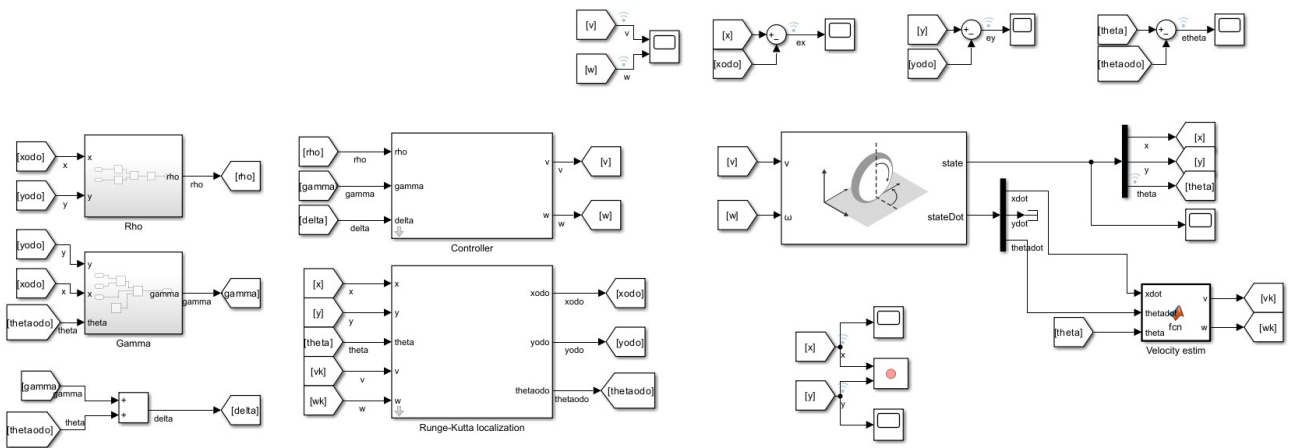 [v]
v
[w]
w
[x]
[xodo]
ex
[y]
[yodo]
ey
[theta]
[thetaodo]
etheta
[xodo]
x
x
[yodo]
y
y
rho
rho
[rho]
Rho
[rho]
rho
rho
[gamma]
gamma
gamma
[delta]
delta
delta
v
v
[v]
w
w
[w]
Controller
[v]
v
[w]
ω
state
stateDot
x
[x]
y
[y]
theta
[theta]
xdot
ydot
thetadot
[yodo]
y
y
[xodo]
x
x
[thetaodo]
theta
theta
gamma
gamma
[gamma]
Gamma
[x]
x
x
[y]
y
y
[theta]
theta
theta
[vk]
v
v
[wk]
w
w
xodo
xodo
[xodo]
yodo
yodo
[yodo]
thetaodo
thetaodo
[thetaodo]
Runge-Kutta localization
xdot
thetadot
[theta]
theta
fcn
v
[vk]
w
[wk]
Velocity estim
[x]
x
[y]
y
[gamma]
gamma
+
[thetaodo]
theta
+
delta
[delta]